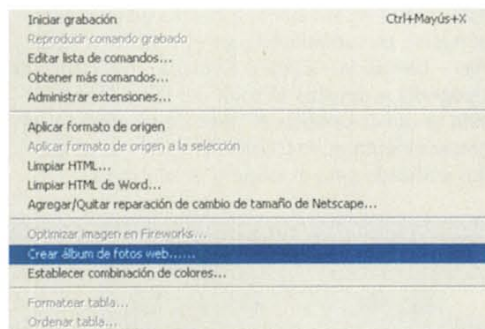 Iniciar grabación Ctrl+Mayús+X
Reproducir comando grabado
Editar lista de comandos...
Obtener más comandos...
Administrar extensiones...
Aplicar formato de origen
Aplicar formato de origen a la selección
Limpiar HTML...
Limpiar HTML de Word...
Agregar/Quitar reparación de cambio de tamaño de Netscape...
Optimizar imagen en Fireworks...
Crear álbum de fotos web......
Establecer combinación de colores...
Formatear tabla...
Ordenar tabla...